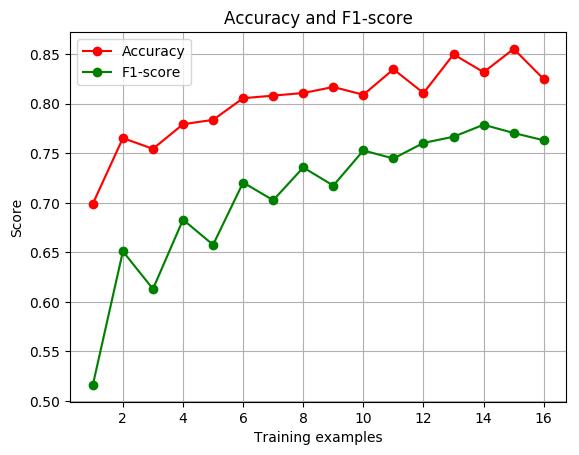 Accuracy and F1-score
Accuracy
F1-score
Score
0.85
0.80
0.75
0.70
0.65
0.60
0.55
0.50
2 4 6 8 10 12 14 16
Training examples